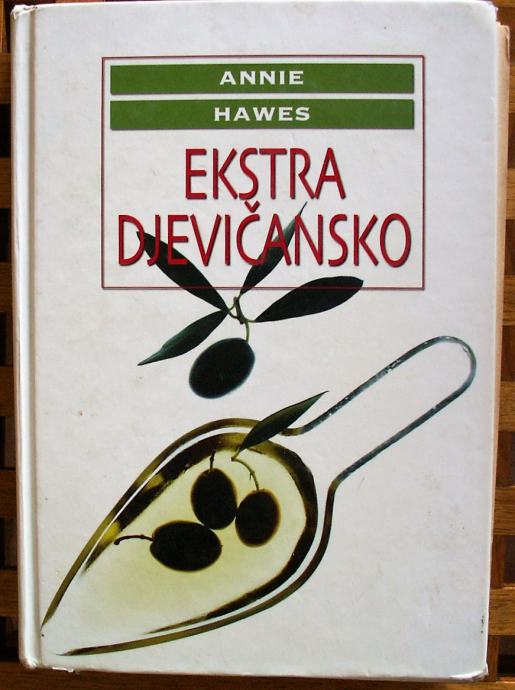 ANNIE
HAWES
EKSTRA
DJEVIČANSKO